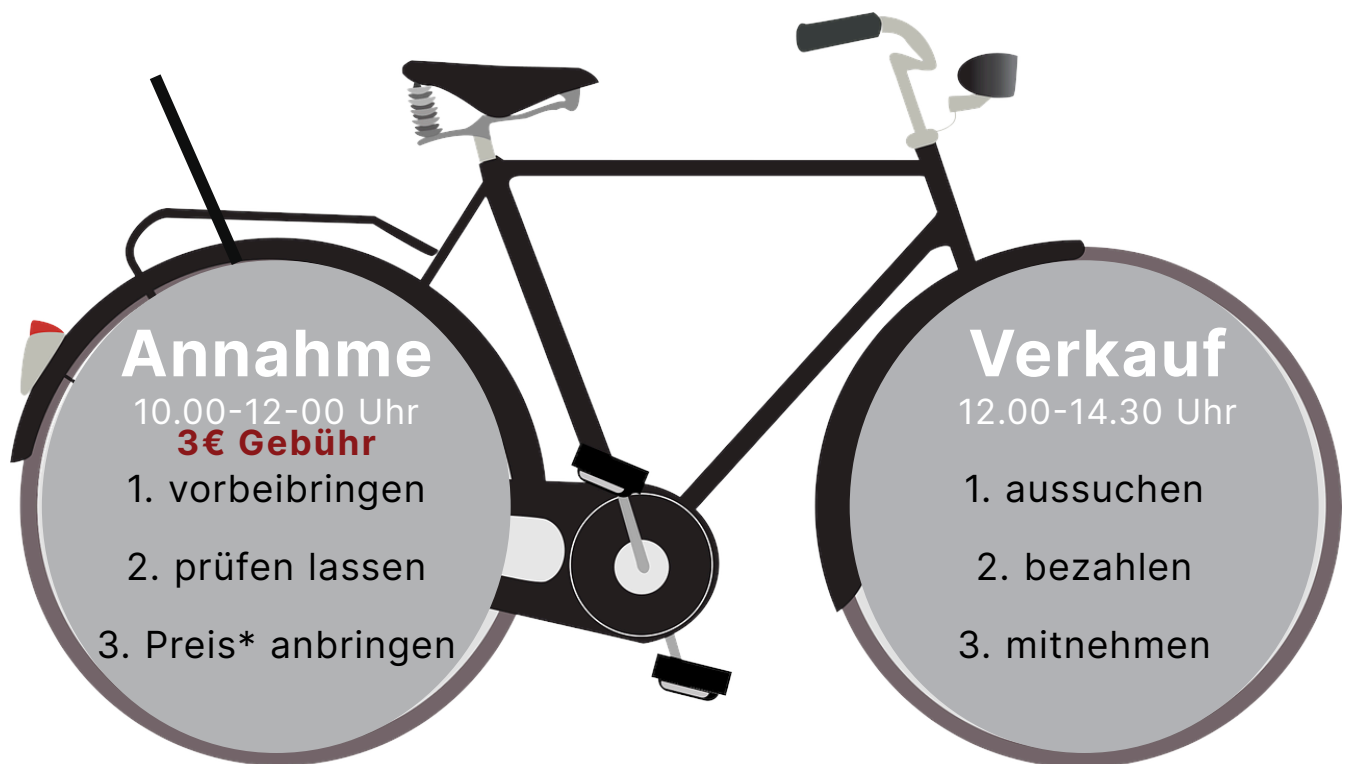 Annahme
10.00-12-00 Uhr
3€ Gebühr
1. vorbeibringen
2. prüfen lassen
3. Preis* anbringen
Verkauf
12.00-14.30 Uhr
1. aussuchen
2. bezahlen
3. mitnehmen